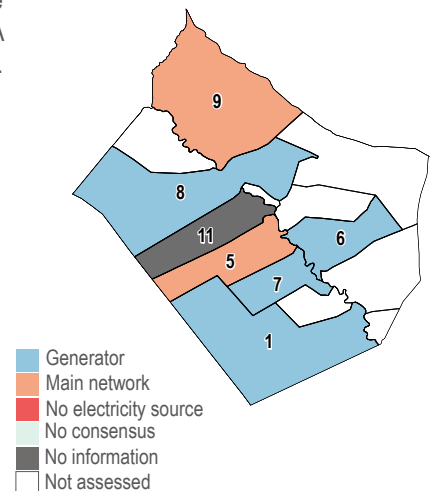 A
9
8
11
6
5
7
1
Generator
Main network
No electricity source
No consensus
No information
Not assessed